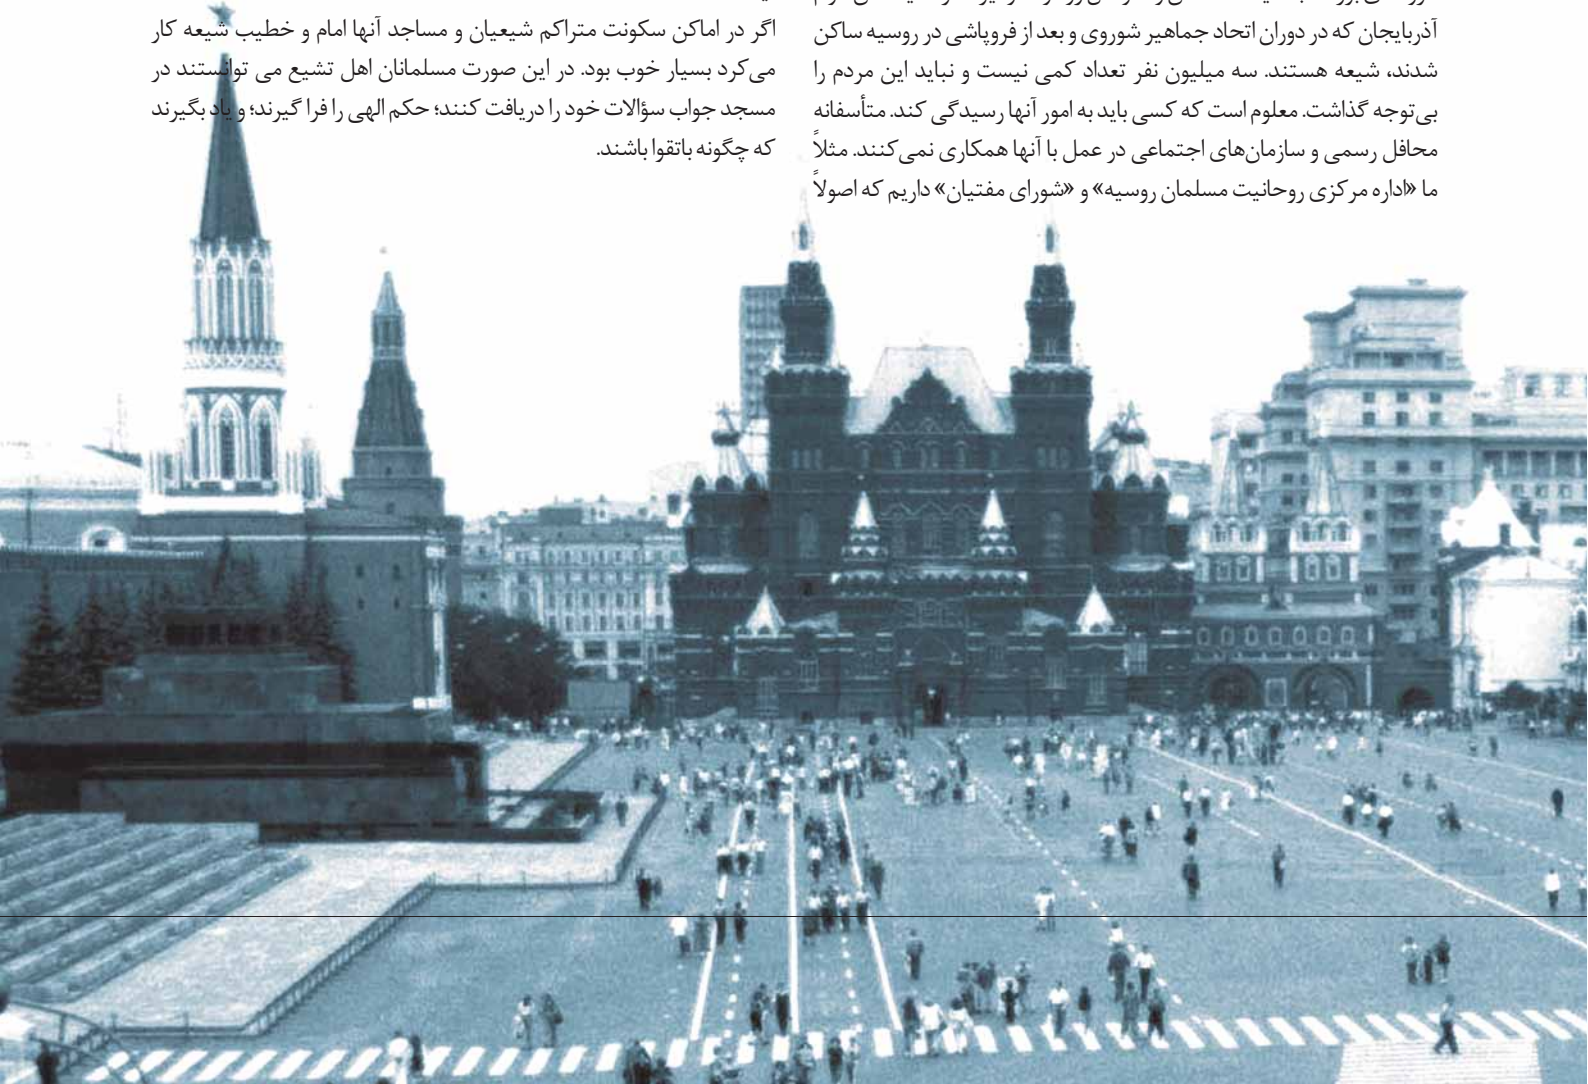 آذربایجان که در دوران اتحاد جماهیر شوروی و بعد از فروپاشی در روسیه ساکن
شدند، شیعه هستند. سه میلیون نفر تعداد کمی نیست و نباید این مردم را
بی‌توجه گذاشت. معلوم است که کسی باید به امور آنها رسیدگی کند. متأسفانه
محافل رسمی و سازمان‌های اجتماعی در عمل با آنها همکاری نمی‌کنند. مثلاً
ما «اداره مرکزی روحانیت مسلمان روسیه» و «شورای مفتیان» داریم که اصولاً
اگر در اماکن سکونت متراکم شیعیان و مساجد آنها امام و خطیب شیعه کار
می‌کرد بسیار خوب بود. در این صورت مسلمانان اهل تشیع می توانستند در
مسجد جواب سؤالات خود را دریافت کنند؛ حکم الهی را فرا گیرند؛ و یاد بگیرند
که چگونه باتقوا باشند.